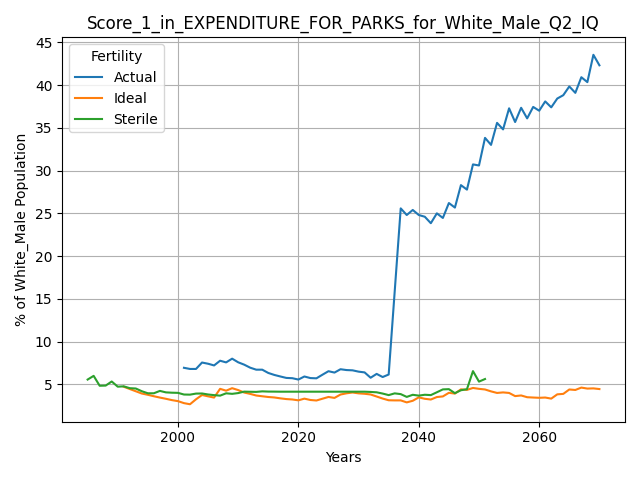 Score_1_in_EXPENDITURE_FOR_PARKS_for_White_Male_Q2_IQ
Fertility
Actual
Ideal
Sterile
% of White_Male Population
45
40
35
30
25
20
15
10
5
2000
2020
2040
2060
Years